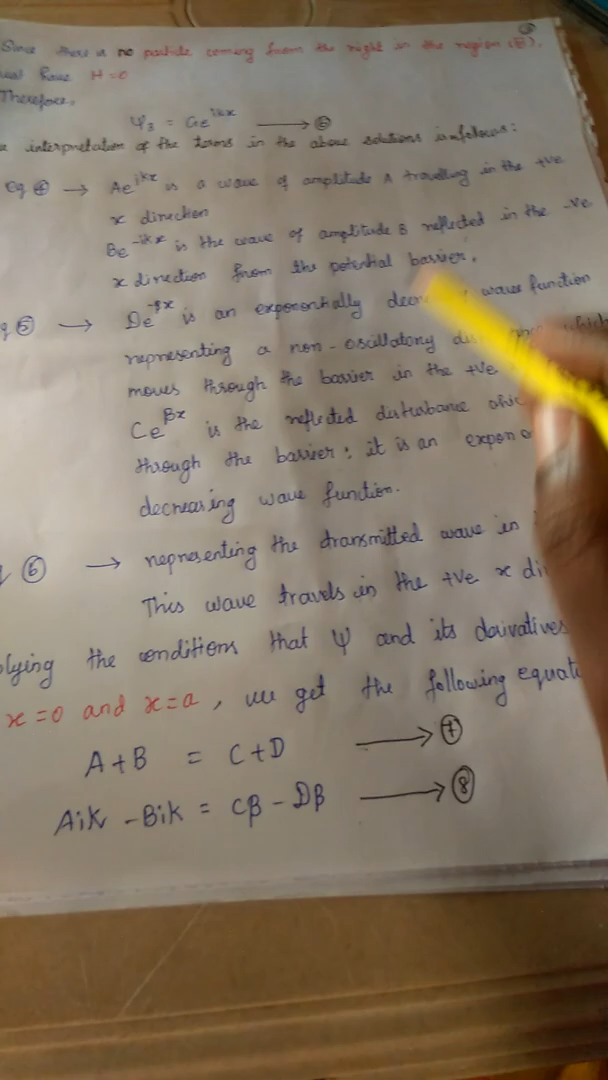 Since there is no particle coming from the right in the region (III),
have H=0
Therefore,
Ψ3 = Ge^ikx → ⑥
interpretation of the terms in the above solutions is as follows:
Eq ④ → Ae^ikx is a wave of amplitude A travelling in the +ve
x direction
Be^-ikx is the wave of amplitude B reflected in the -ve
x direction from the potential barrier.
⑤ → De^-βx is an exponentially wave function
representing a non-oscillatory which
moves through the barrier in the +ve
Ce^βx is the reflected disturbance
through the barrier; it is an
decreasing wave function.
⑥ → representing the transmitted wave in
This wave travels in the +ve x
the conditions that Ψ and its derivatives
x=0 and x=a, we get the following
A+B = C+D → ⑦
Aik - Bik = Cβ - Dβ → ⑧